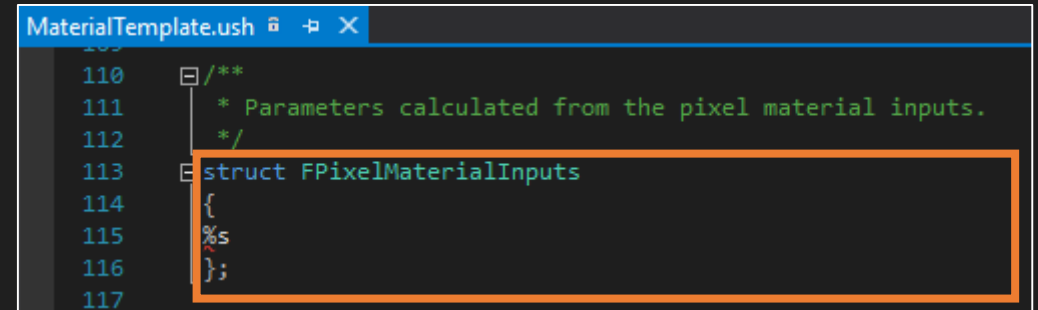 MaterialTemplate.ush
110 /**
111 * Parameters calculated from the pixel material inputs.
112 */
113 struct FPixelMaterialInputs
114 {
115 %s
116 };
117